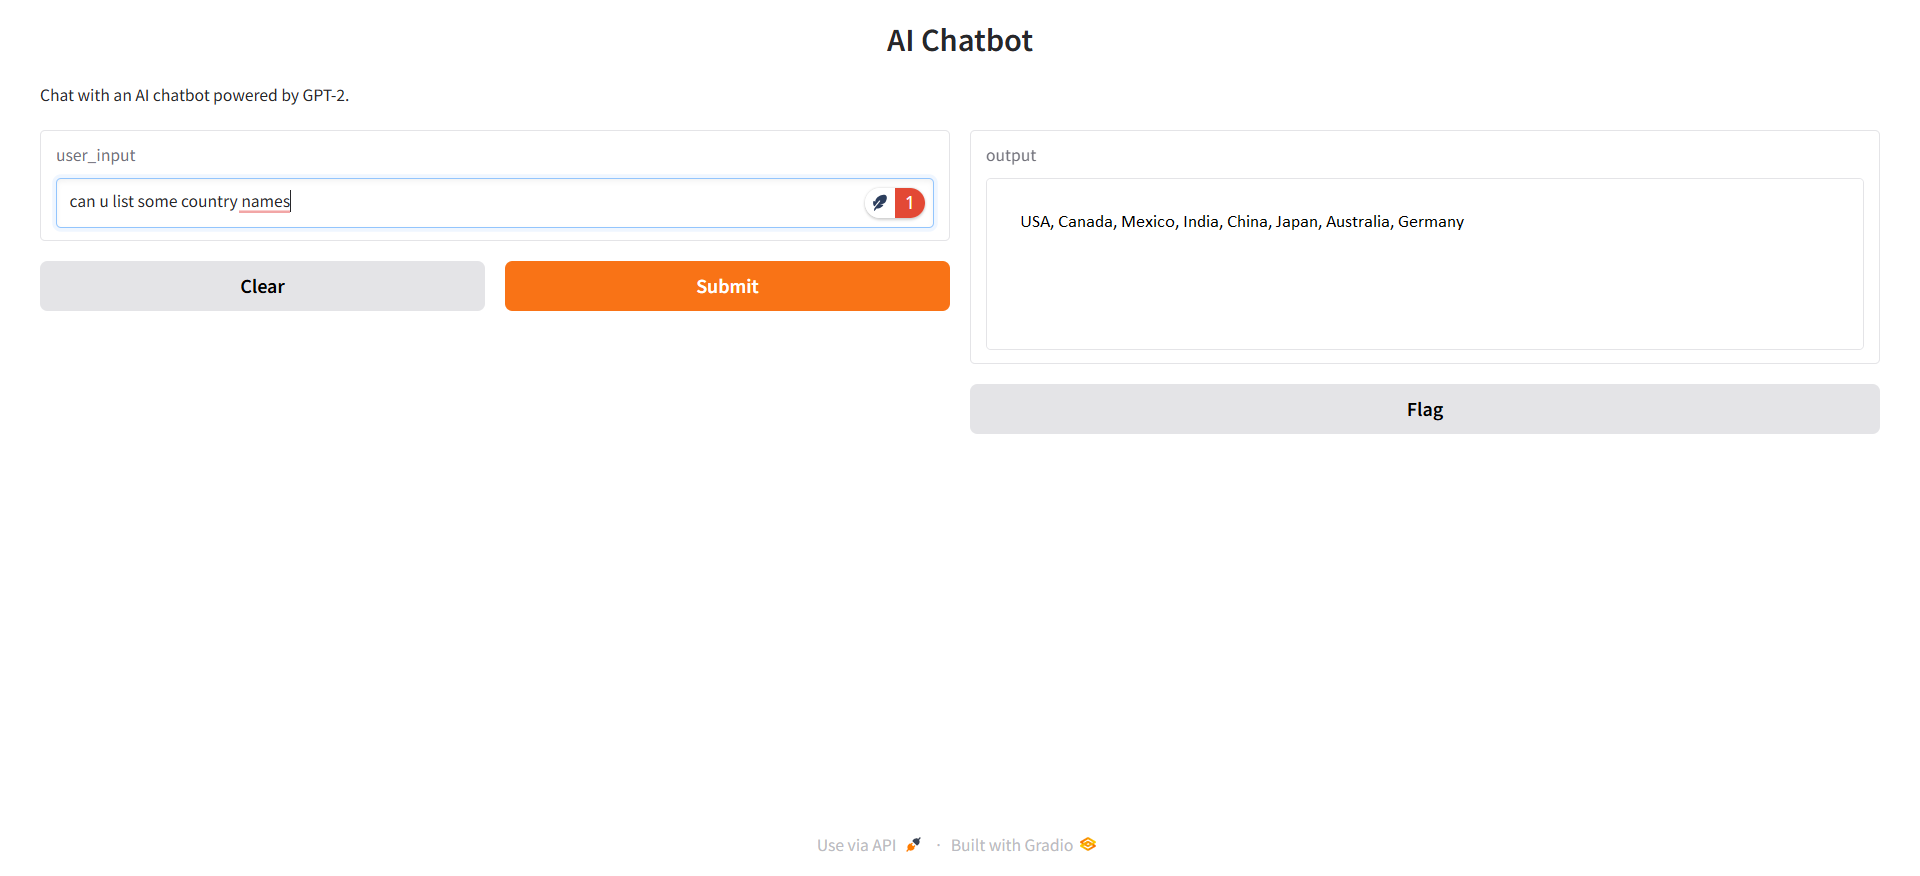 AI Chatbot
Chat with an AI chatbot powered by GPT-2.
user_input
can u list some country names
1
Clear
Submit
output
USA, Canada, Mexico, India, China, Japan, Australia, Germany
Flag
Use via API · Built with Gradio